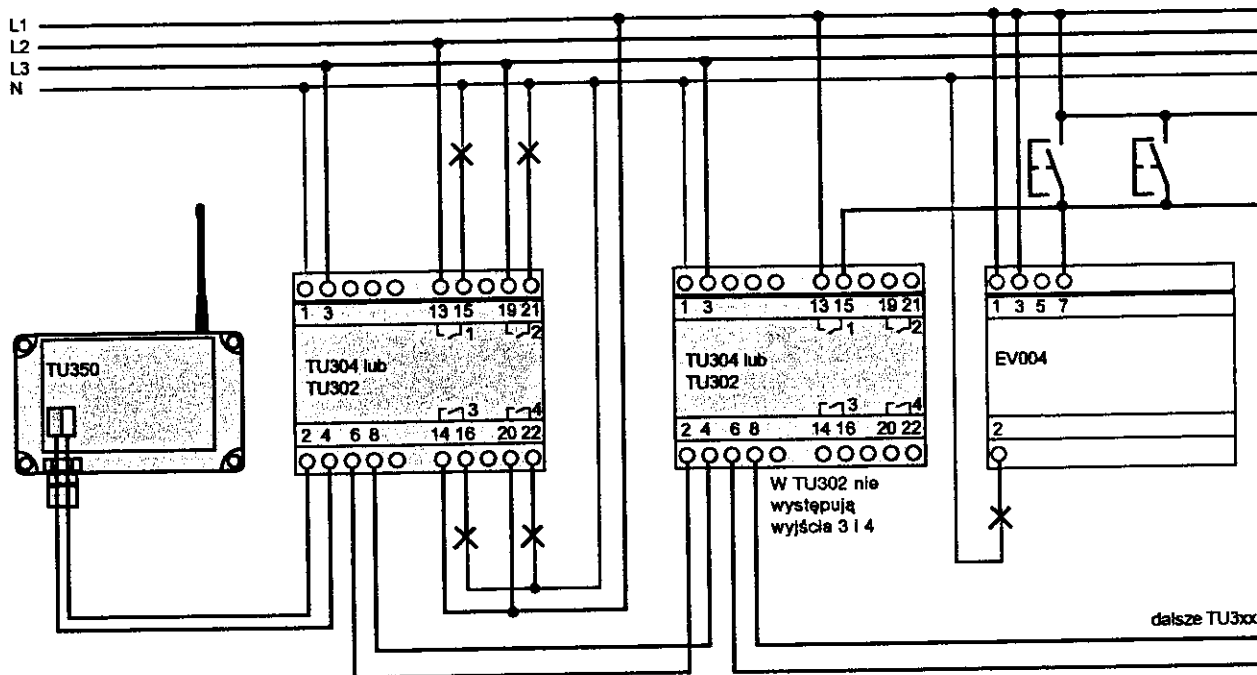 L1
L2
L3
N
TU350
1 3 13 15 19 21
1 2
TU304 lub
TU302
3 4
2 4 6 8 14 16 20 22
1 3 13 15 19 21
1 2
TU304 lub
TU302
3 4
2 4 6 8 14 16 20 22
W TU302 nie
występują
wyjścia 3 i 4
1 3 5 7
EV004
2
dalsze TU3xx